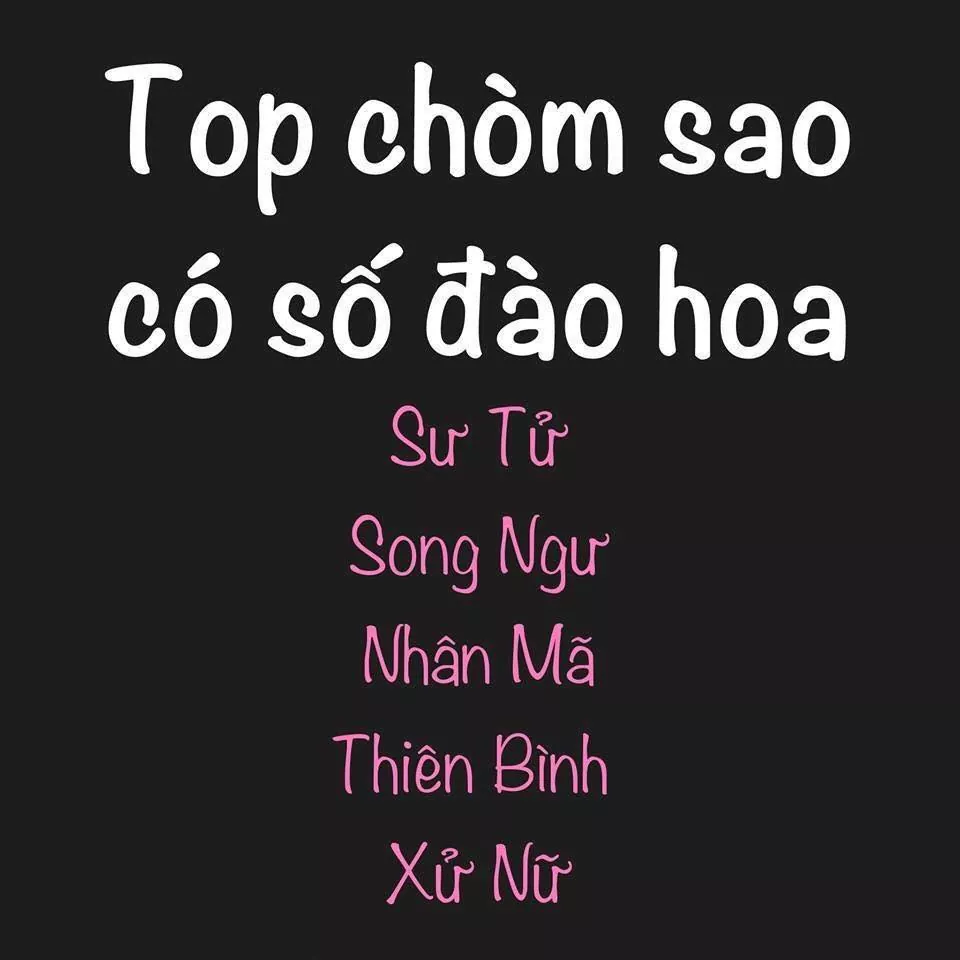 Top chòm sao
có số đào hoa
Sư Tử
Song Ngư
Nhân Mã
Thiên Bình
Xử Nữ